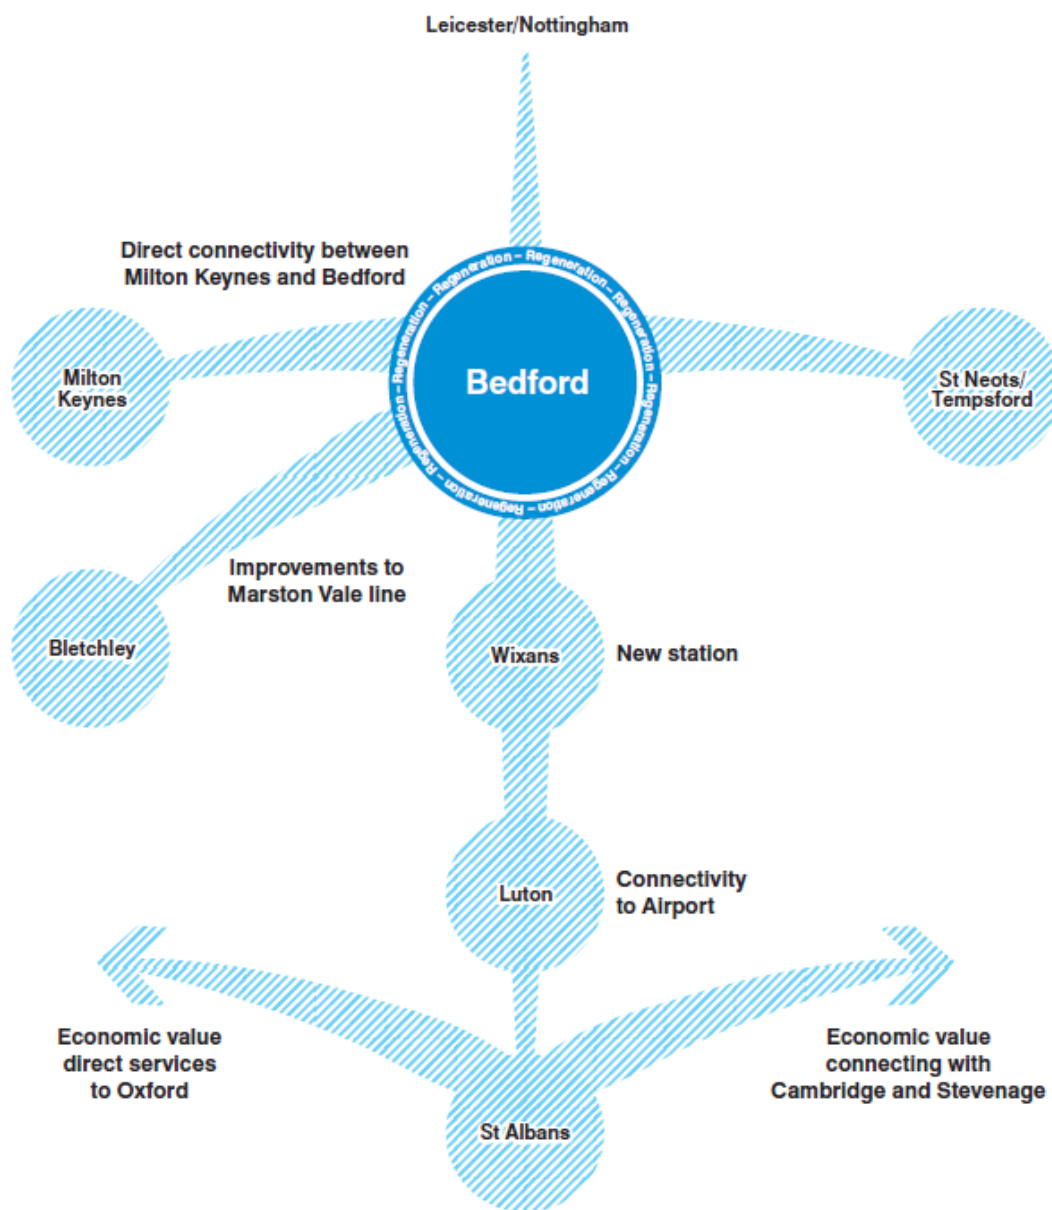 Leicester/Nottingham
Direct connectivity between
Milton Keynes and Bedford
Regeneration – Regeneration – Regeneration – Regeneration – Regeneration – Regeneration – Regeneration – Regeneration –
Milton
Keynes
Bedford
St Neots/
Tempsford
Improvements to
Marston Vale line
Bletchley
Wixans
New station
Luton
Connectivity
to Airport
Economic value
direct services
to Oxford
Economic value
connecting with
Cambridge and Stevenage
St Albans